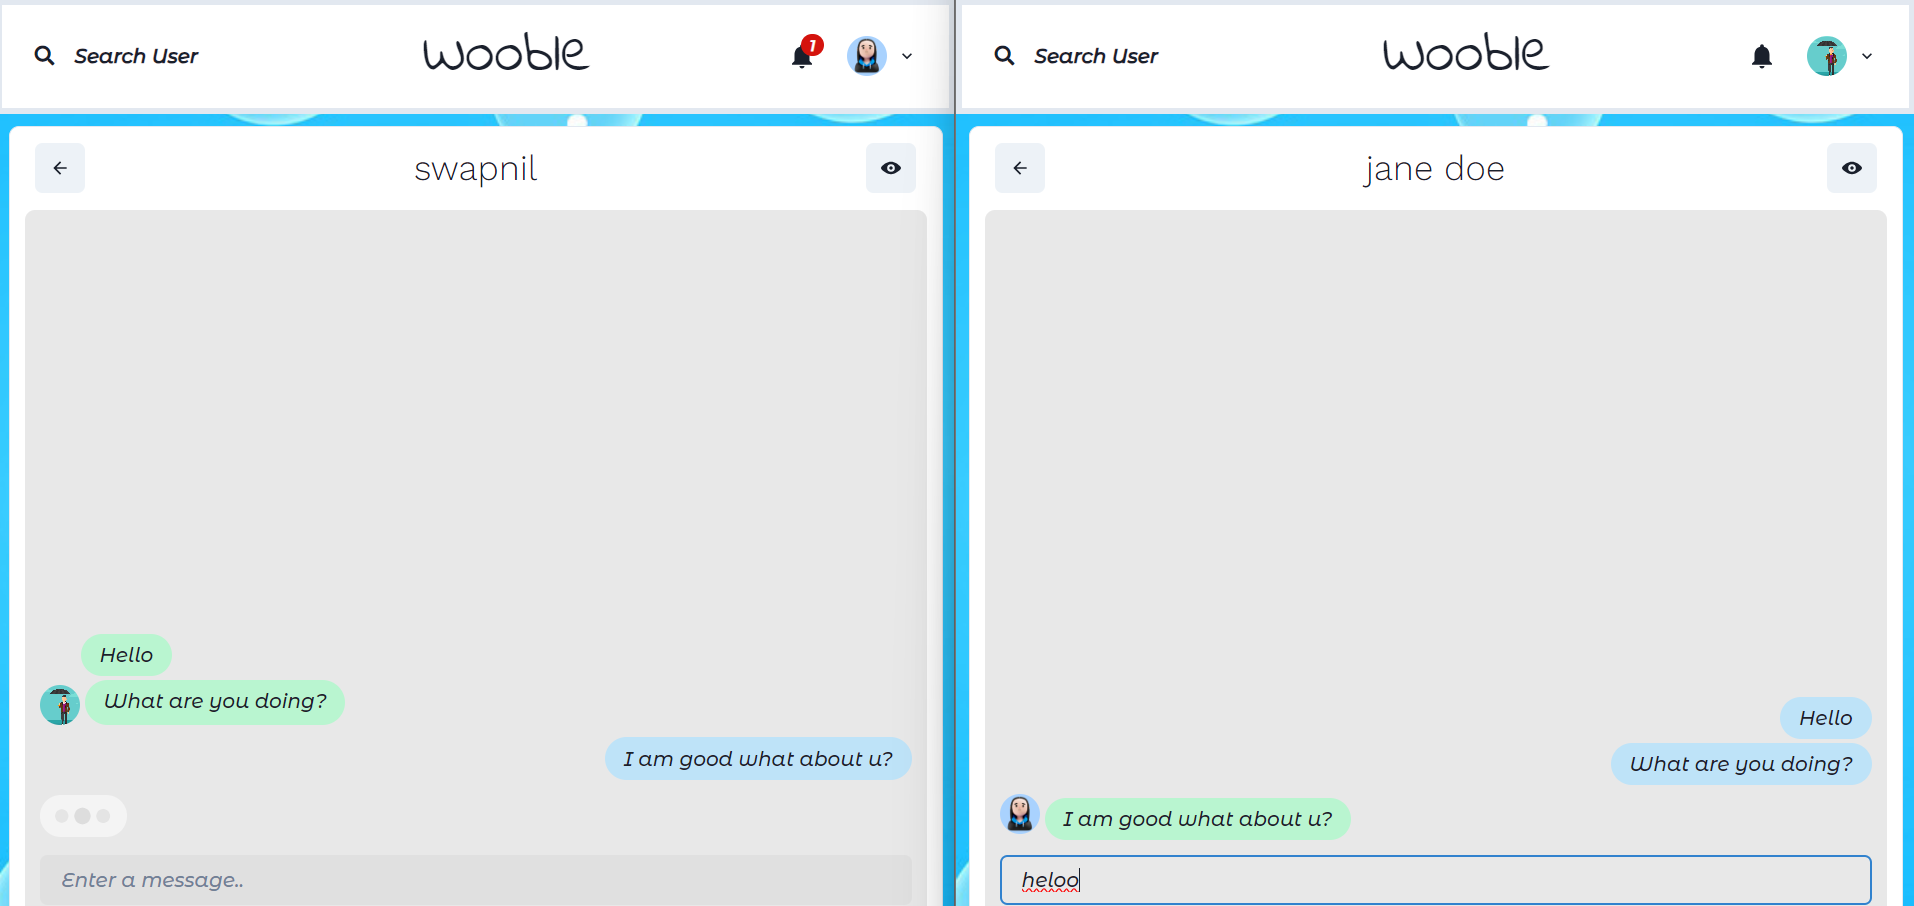 Search User
wooble
1
swapnil
Hello
What are you doing?
I am good what about u?
Enter a message..
Search User
wooble
jane doe
Hello
What are you doing?
I am good what about u?
heloo